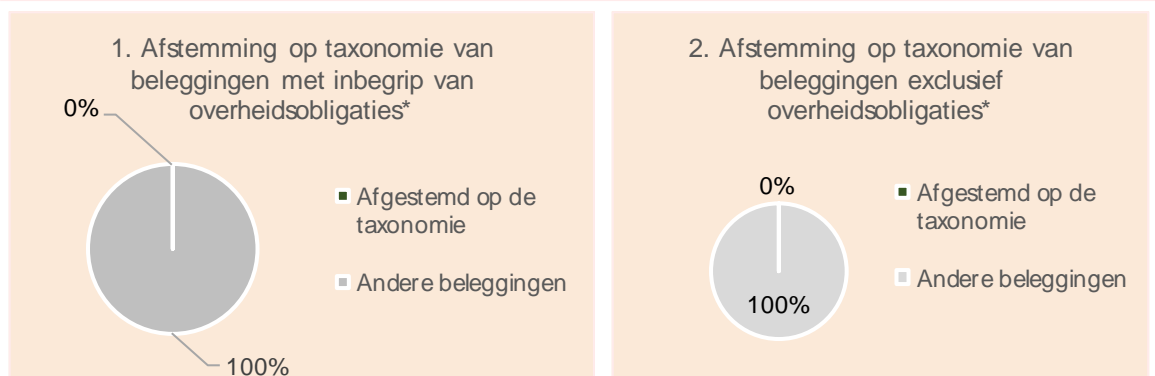 1. Afstemming op taxonomie van
beleggingen met inbegrip van
overheidsobligaties*
0%
100%
Afgestemd op de
taxonomie
Andere beleggingen
2. Afstemming op taxonomie van
beleggingen exclusief
overheidsobligaties*
0%
100%
Afgestemd op de
taxonomie
Andere beleggingen